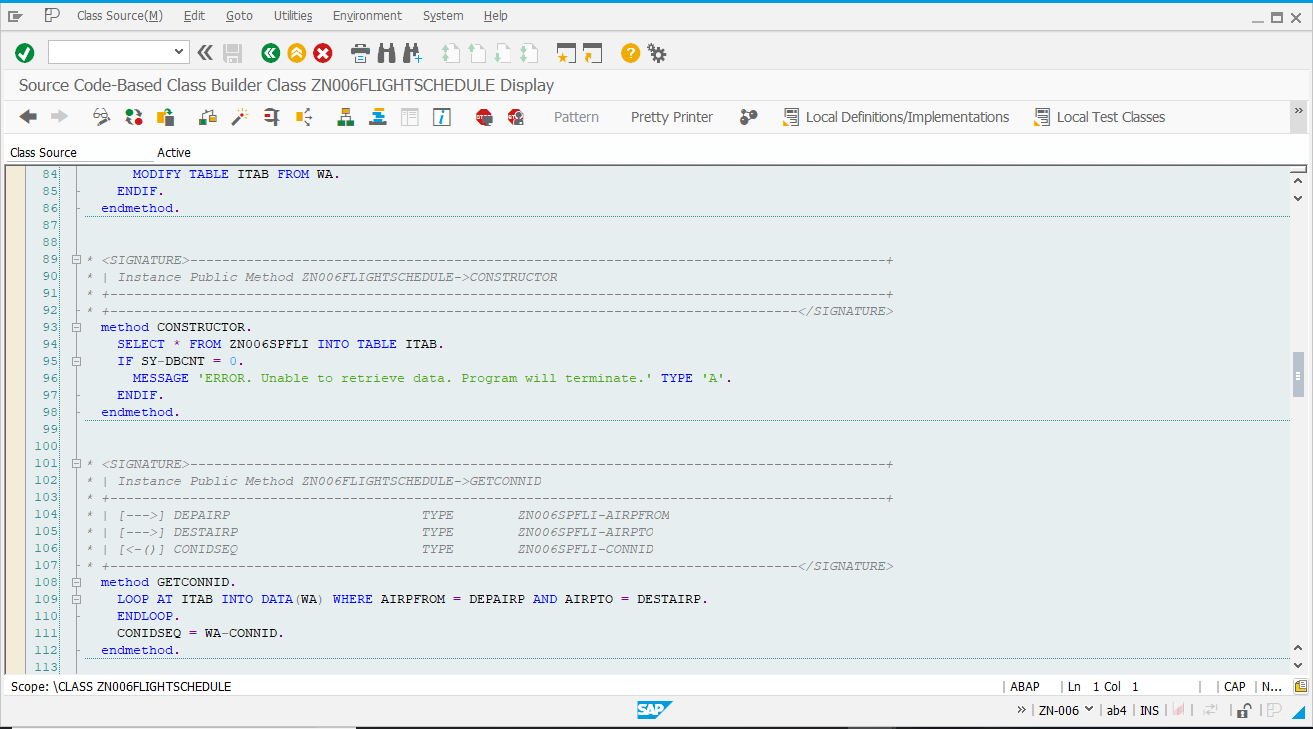 Class Source(M) Edit Goto Utilities Environment System Help
Source Code-Based Class Builder Class ZN006FLIGHTSCHEDULE Display
Pattern Pretty Printer Local Definitions/Implementations Local Test Classes
Class Source Active
84 MODIFY TABLE ITAB FROM WA.
85 ENDIF.
86 endmethod.
87
88
89 * <SIGNATURE>---------------------------------------------------------------------------------------+
90 * | Instance Public Method ZN006FLIGHTSCHEDULE->CONSTRUCTOR
91 * +-------------------------------------------------------------------------------------------------+
92 * +--------------------------------------------------------------------------------------</SIGNATURE>
93 method CONSTRUCTOR.
94 SELECT * FROM ZN006SPFLI INTO TABLE ITAB.
95 IF SY-DBCNT = 0.
96 MESSAGE 'ERROR. Unable to retrieve data. Program will terminate.' TYPE 'A'.
97 ENDIF.
98 endmethod.
99
100
101 * <SIGNATURE>---------------------------------------------------------------------------------------+
102 * | Instance Public Method ZN006FLIGHTSCHEDULE->GETCONNID
103 * +-------------------------------------------------------------------------------------------------+
104 * | [--->] DEPAIRP TYPE ZN006SPFLI-AIRPFROM
105 * | [--->] DESTAIRP TYPE ZN006SPFLI-AIRPTO
106 * | [<-()] CONIDSEQ TYPE ZN006SPFLI-CONNID
107 * +--------------------------------------------------------------------------------------</SIGNATURE>
108 method GETCONNID.
109 LOOP AT ITAB INTO DATA(WA) WHERE AIRPFROM = DEPAIRP AND AIRPTO = DESTAIRP.
110 ENDLOOP.
111 CONIDSEQ = WA-CONNID.
112 endmethod.
113
Scope: \CLASS ZN006FLIGHTSCHEDULE ABAP Ln 1 Col 1 CAP N...
SAP ZN-006 ab4 INS